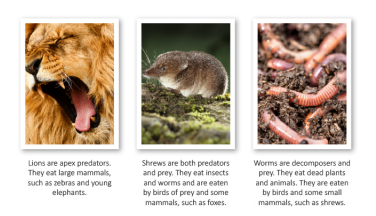 Lions are apex predators.
They eat large mammals,
such as zebras and young
elephants.
Shrews are both predators
and prey. They eat insects
and worms and are eaten
by birds of prey and some
mammals, such as foxes.
Worms are decomposers and
prey. They eat dead plants
and animals. They are eaten
by birds and some small
mammals, such as shrews.